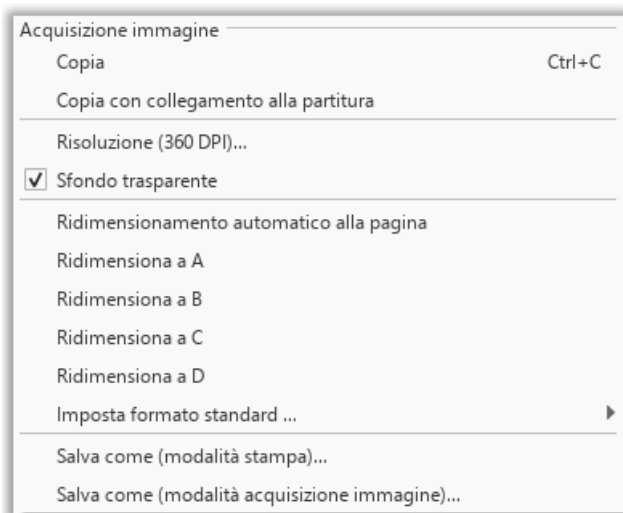 Acquisizione immagine
Copia Ctrl+C
Copia con collegamento alla partitura
Risoluzione (360 DPI)...
Sfondo trasparente
Ridimensionamento automatico alla pagina
Ridimensiona a A
Ridimensiona a B
Ridimensiona a C
Ridimensiona a D
Imposta formato standard ...
Salva come (modalità stampa)...
Salva come (modalità acquisizione immagine)...